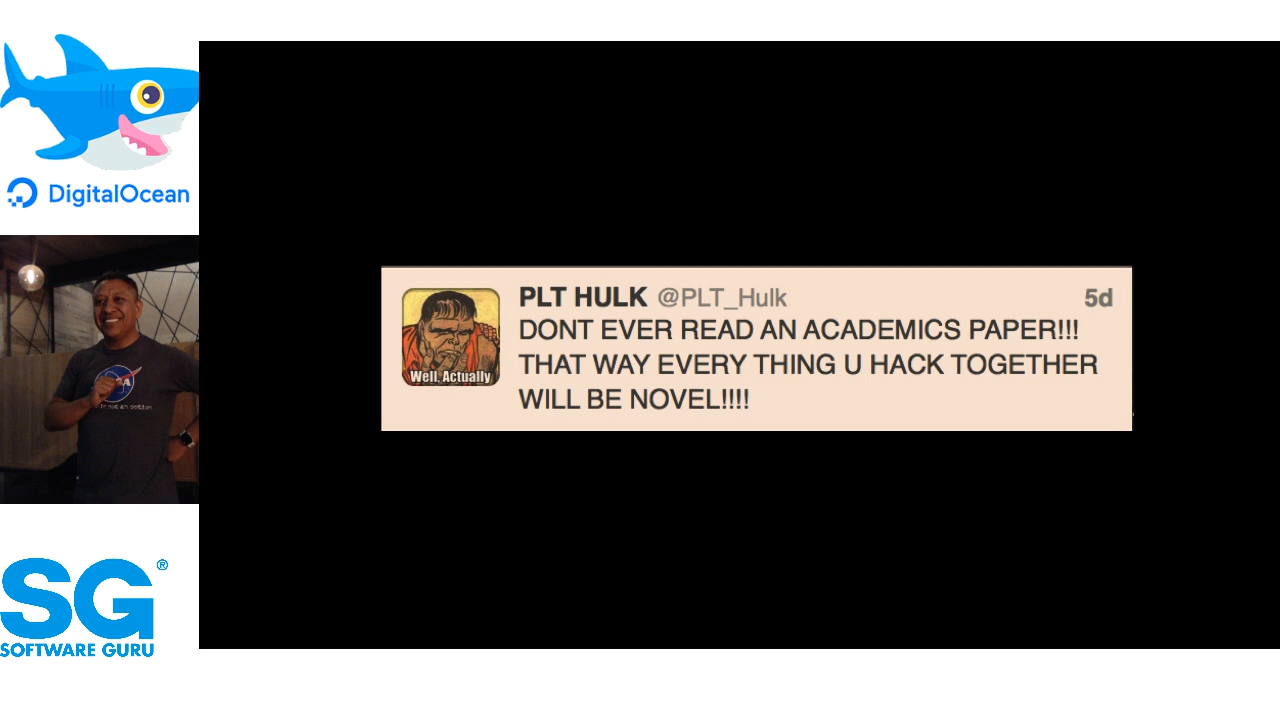 DigitalOcean
SG®
SOFTWARE GURU
PLT HULK @PLT_Hulk 5d
DONT EVER READ AN ACADEMICS PAPER!!!
THAT WAY EVERY THING U HACK TOGETHER
WILL BE NOVEL!!!!
Well, Actually